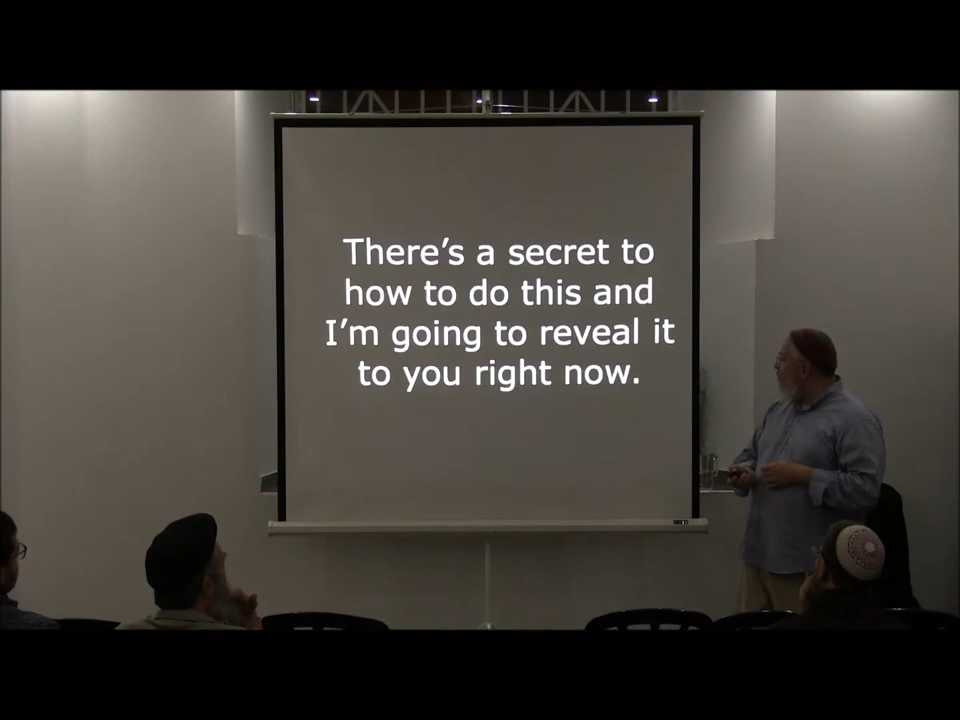 There's a secret to
how to do this and
I'm going to reveal it
to you right now.